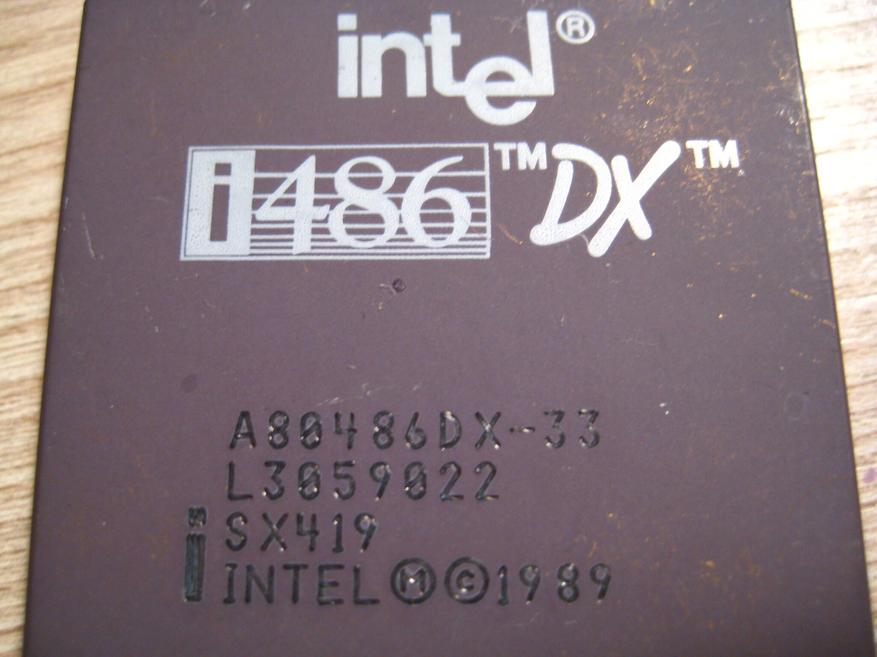 intel®
i486™ DX™
A80486DX-33
L3059022
SX419
i INTEL Ⓜ©1989